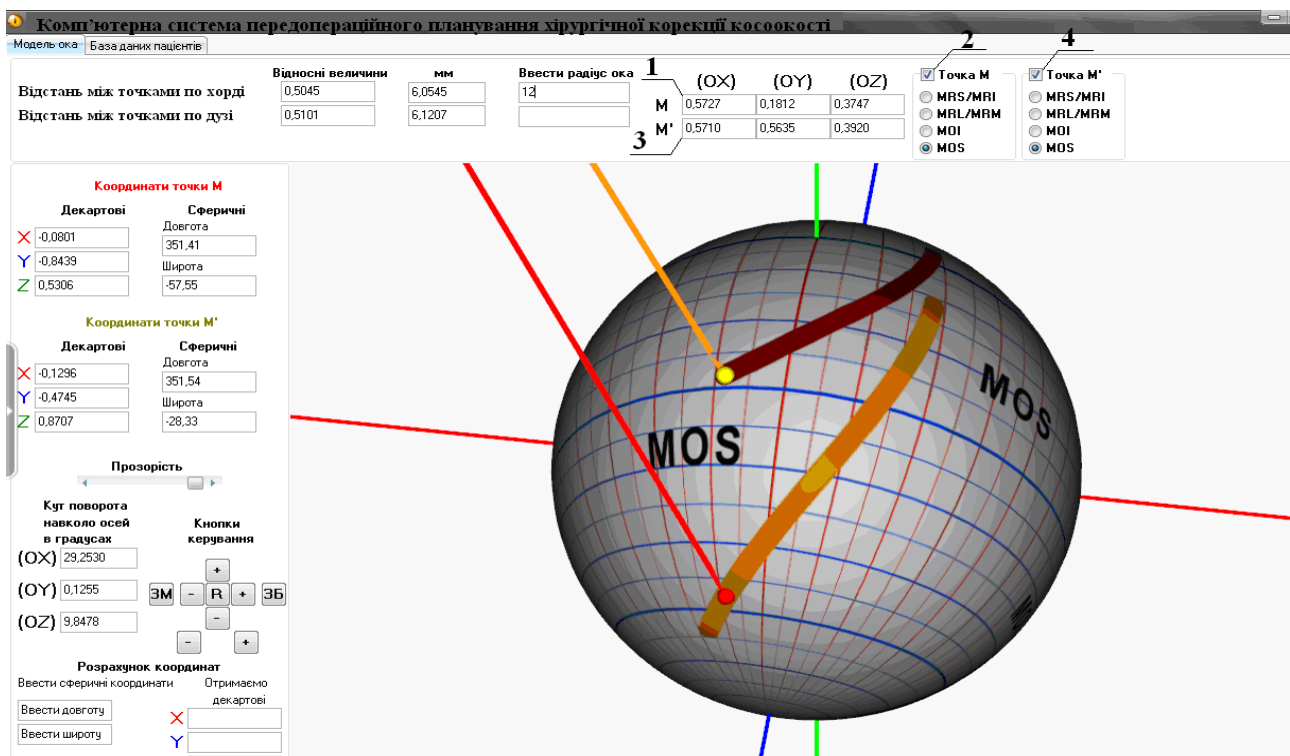 Комп’ютерна система передопераційного планування хірургічної корекції косоокості
Модель ока База даних пацієнтів
2 4
Відносні величини мм Ввести радіус ока 1 (OX) (OY) (OZ) Точка М Точка М'
Відстань між точками по хорді 0,5045 6,0545 12 M 0,5727 0,1812 0,3747 MRS/MRI MRS/MRI
Відстань між точками по дузі 0,5101 6,1207 M' 0,5710 0,5635 0,3920 MRL/MRM MRL/MRM
3 MOI MOI
MOS MOS
Координати точки М
Декартові Сферичні
Довгота
X -0,0801 351,41
Y -0,8439 Широта
Z 0,5306 -57,55
Координати точки М'
Декартові Сферичні
Довгота
X -0,1296 351,54
Y -0,4745 Широта
Z 0,8707 -28,33
MOS
MOS
Прозорість
Кут поворота
навколо осей
в градусах
Кнопки
керування
(OX) 29,2530 +
(OY) 0,1255 ЗМ - R + ЗБ
(OZ) 9,8478 -
- +
Розрахунок координат
Ввести сферичні координати Отримаємо
декартові
Ввести довготу X
Ввести широту Y